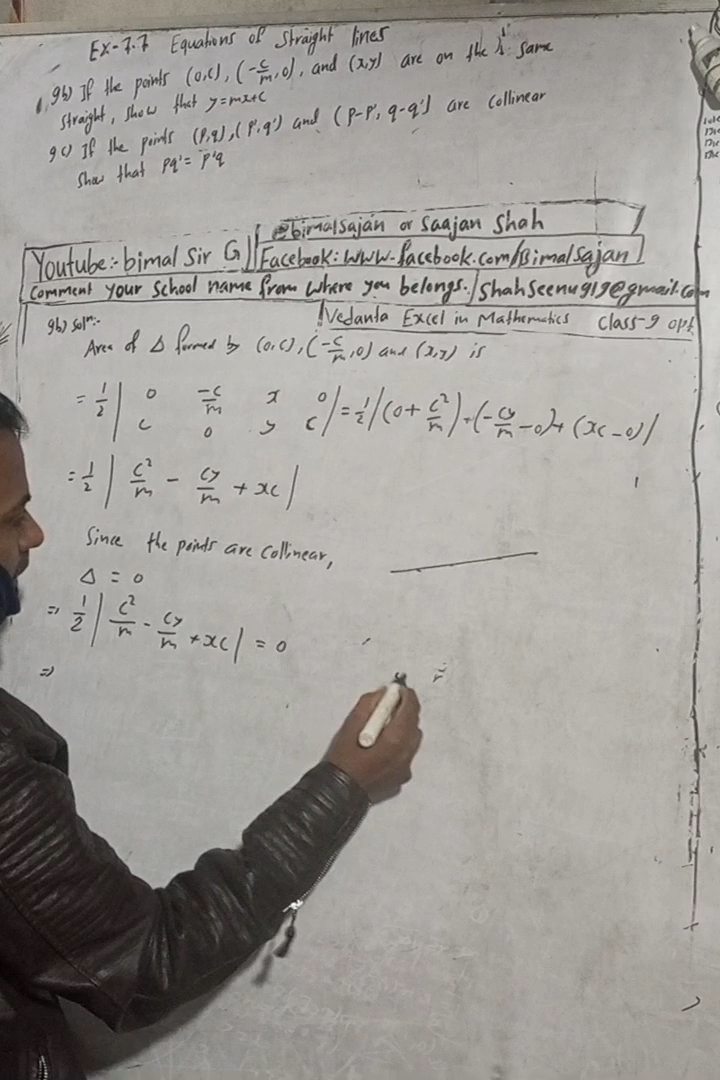 Ex-7.7 Equations of Straight lines
9b) If the points (0,c), (-c/m, 0), and (x,y) are on the same
straight, show that y=mx+c
9c) If the points (P,q), (P',q') and (P-P', q-q') are collinear
show that Pq' = P'q
@bimalsajan or Saajan Shah
Youtube:- bimal Sir G
Facebook: www.facebook.com/Bimalsajan
Comment your School name from where you belongs.
shahseenu919@gmail.com
Vedanta Excel in Mathematics Class-9 opt
9b) Solⁿ:-
Area of Δ formed by (0,c), (-c/m, 0) and (x,y) is
= 1/2 | 0 -c/m x 0
c 0 y c | = 1/2 |(0 + c²/m) + (-cy/m - 0) + (xc - 0)|
= 1/2 | c²/m - cy/m + xc |
Since the points are collinear,
Δ = 0
⇒ 1/2 | c²/m - cy/m + xc | = 0
⇒